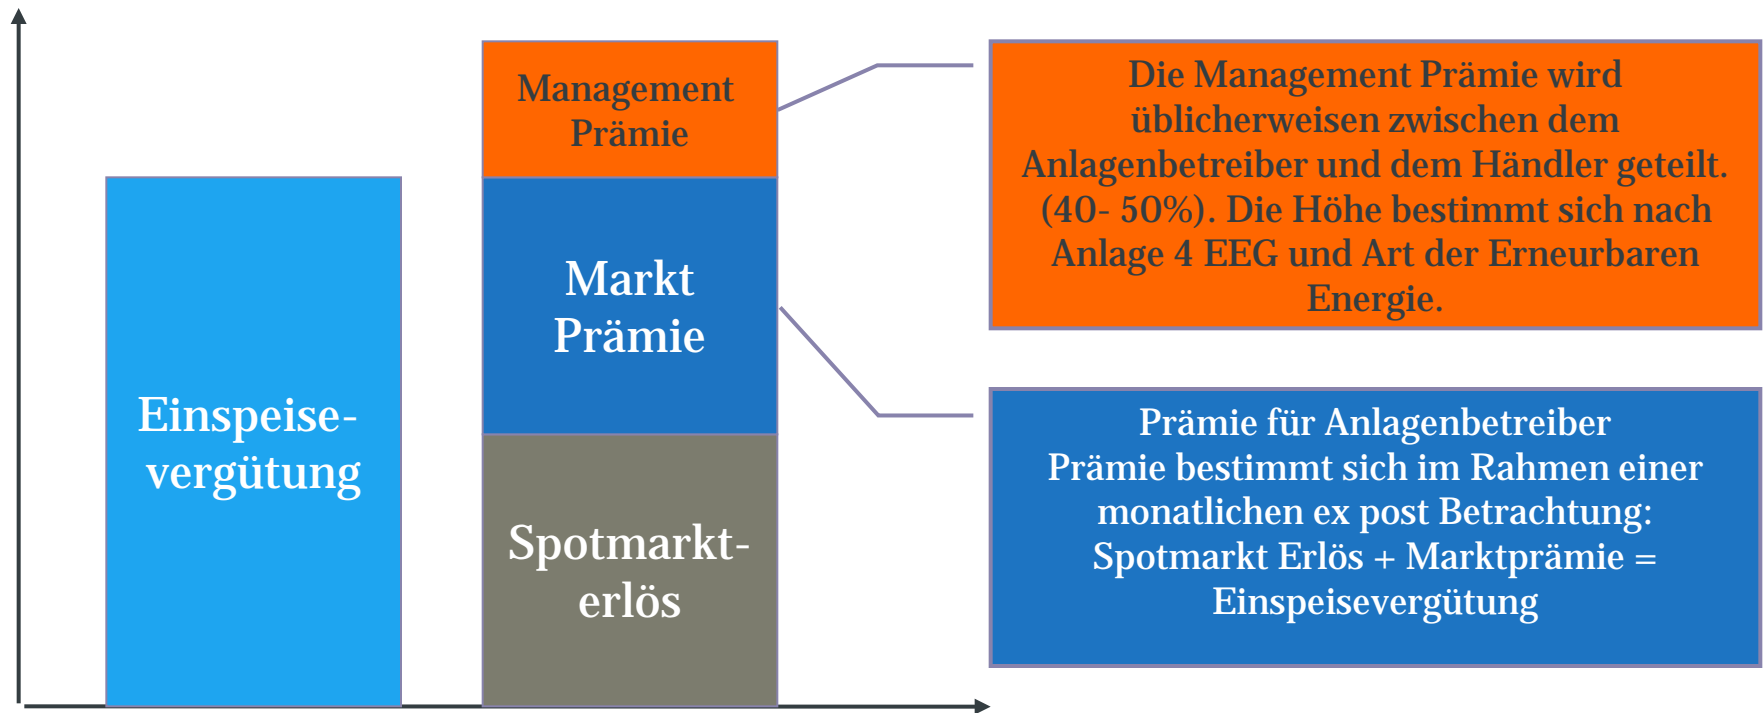 Einspeise-
vergütung
Management
Prämie
Markt
Prämie
Spotmarkt-
erlös
Die Management Prämie wird
üblicherweisen zwischen dem
Anlagenbetreiber und dem Händler geteilt.
(40- 50%). Die Höhe bestimmt sich nach
Anlage 4 EEG und Art der Erneurbaren
Energie.
Prämie für Anlagenbetreiber
Prämie bestimmt sich im Rahmen einer
monatlichen ex post Betrachtung:
Spotmarkt Erlös + Marktprämie =
Einspeisevergütung